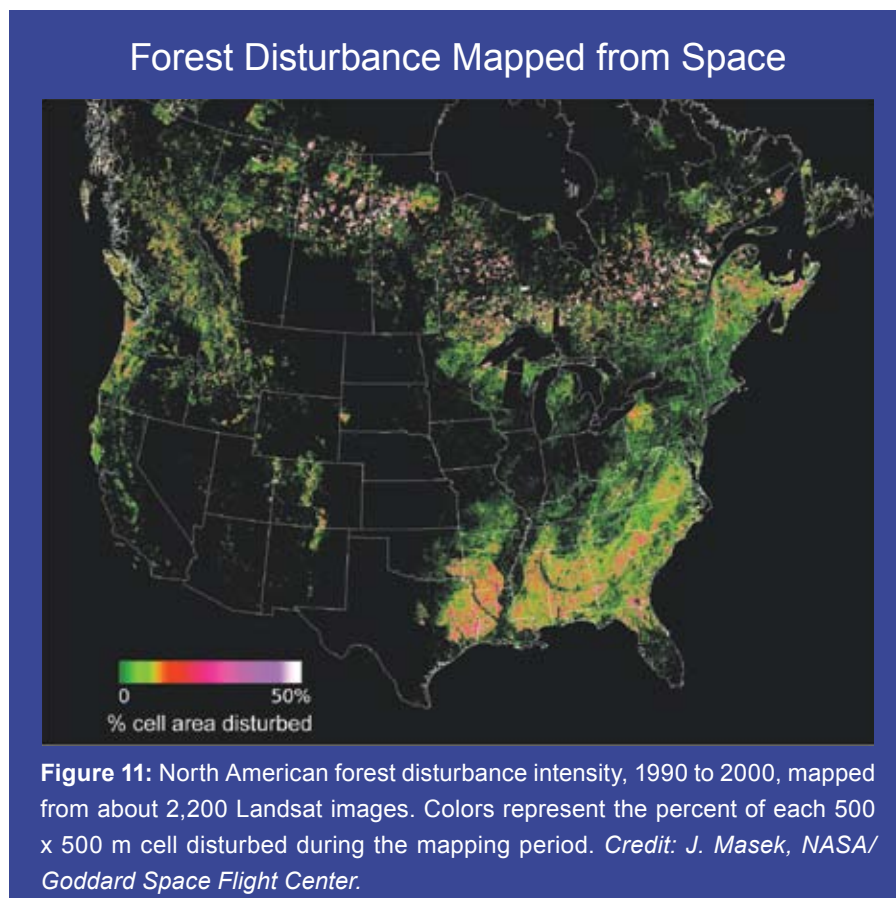 Forest Disturbance Mapped from Space
0
50%
% cell area disturbed
Figure 11: North American forest disturbance intensity, 1990 to 2000, mapped
from about 2,200 Landsat images. Colors represent the percent of each 500
x 500 m cell disturbed during the mapping period. Credit: J. Masek, NASA/
Goddard Space Flight Center.